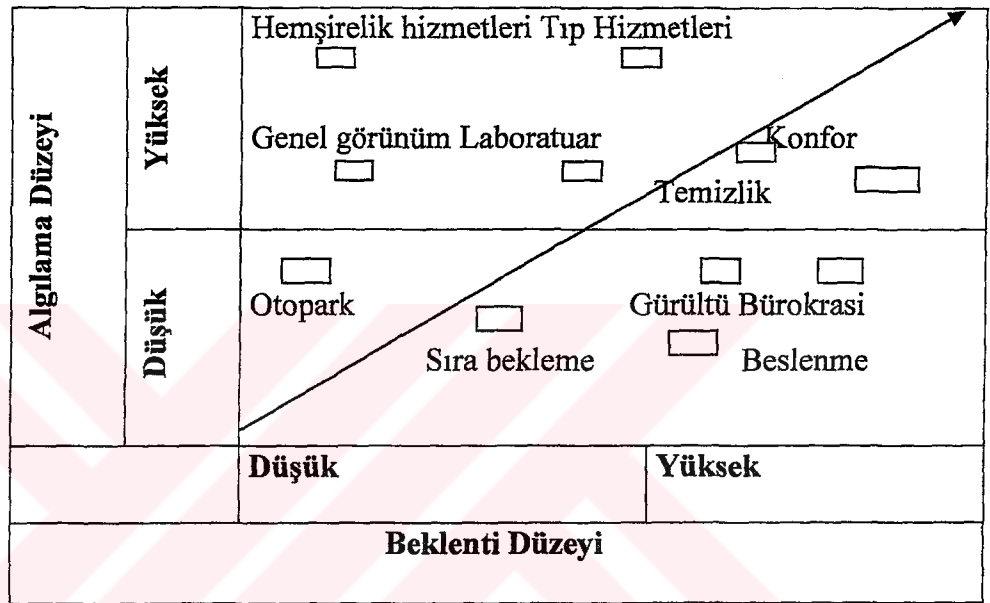 Hemşirelik hizmetleri Tıp Hizmetleri
Algılama Düzeyi
Yüksek
Genel görünüm Laboratuar
Konfor
Temizlik
Düşük
Otopark
Gürültü Bürokrasi
Sıra bekleme
Beslenme
Düşük
Yüksek
Beklenti Düzeyi